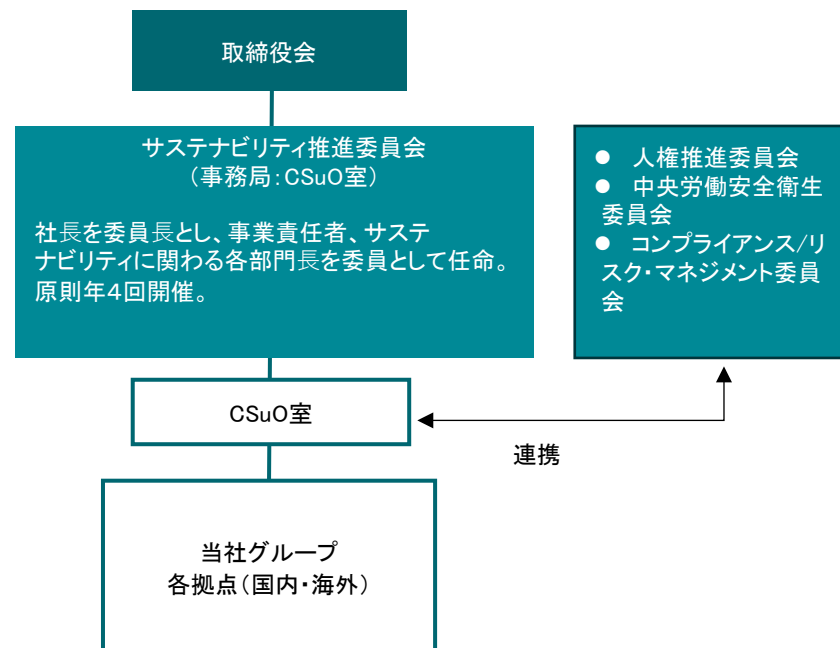 取締役会
サステナビリティ推進委員会
（事務局：CSuO室）
社長を委員長とし、事業責任者、サステ
ナビリティに関わる各部門長を委員として任命。
原則年４回開催。
● 人権推進委員会
● 中央労働安全衛生
委員会
● コンプライアンス/リ
スク・マネジメント委員
会
CSuO室
連携
当社グループ
各拠点（国内・海外）